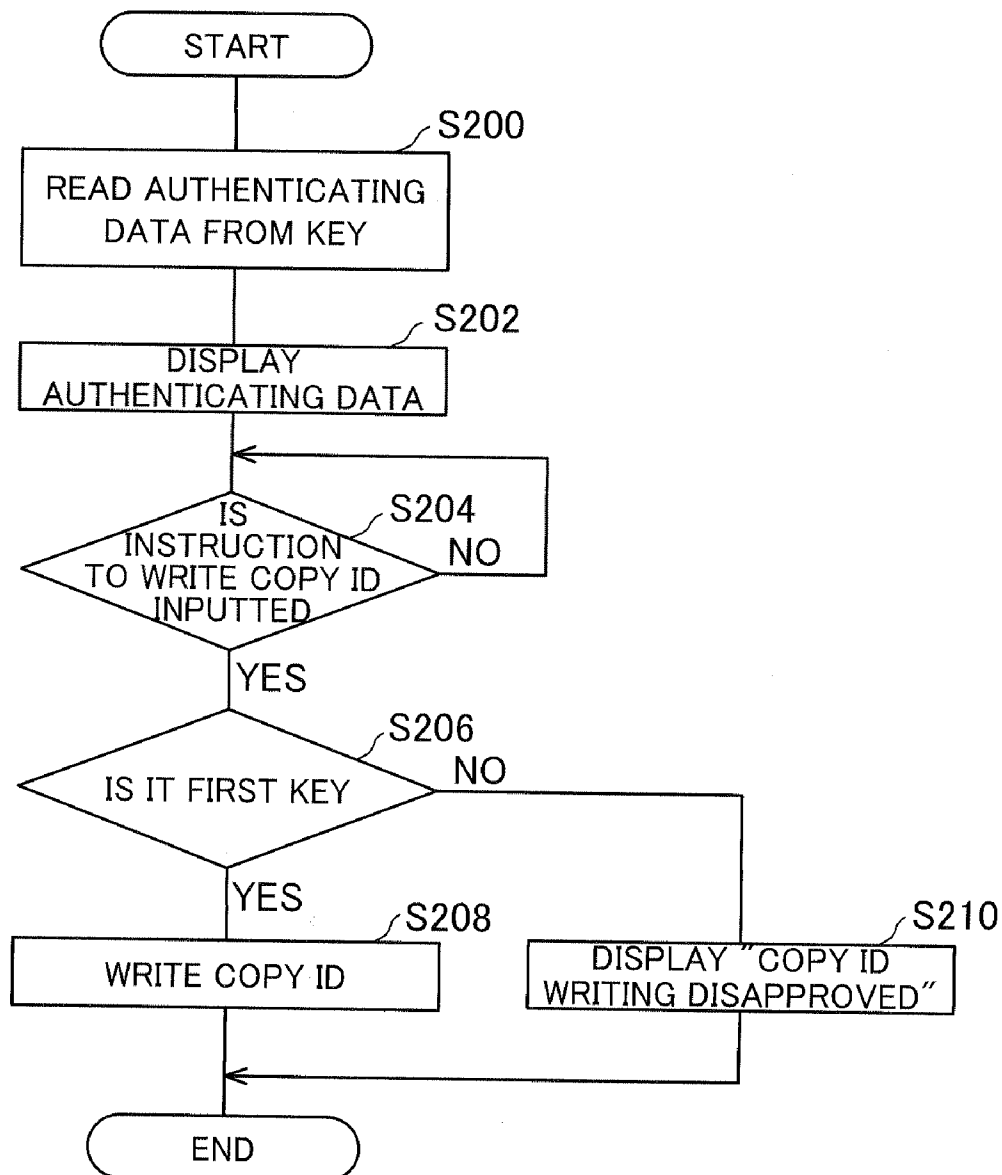 START
S200
READ AUTHENTICATING
DATA FROM KEY
S202
DISPLAY
AUTHENTICATING DATA
S204
IS
INSTRUCTION
TO WRITE COPY ID
INPUTTED
NO
YES
S206
IS IT FIRST KEY
NO
YES
S208
WRITE COPY ID
S210
DISPLAY "COPY ID
WRITING DISAPPROVED"
END